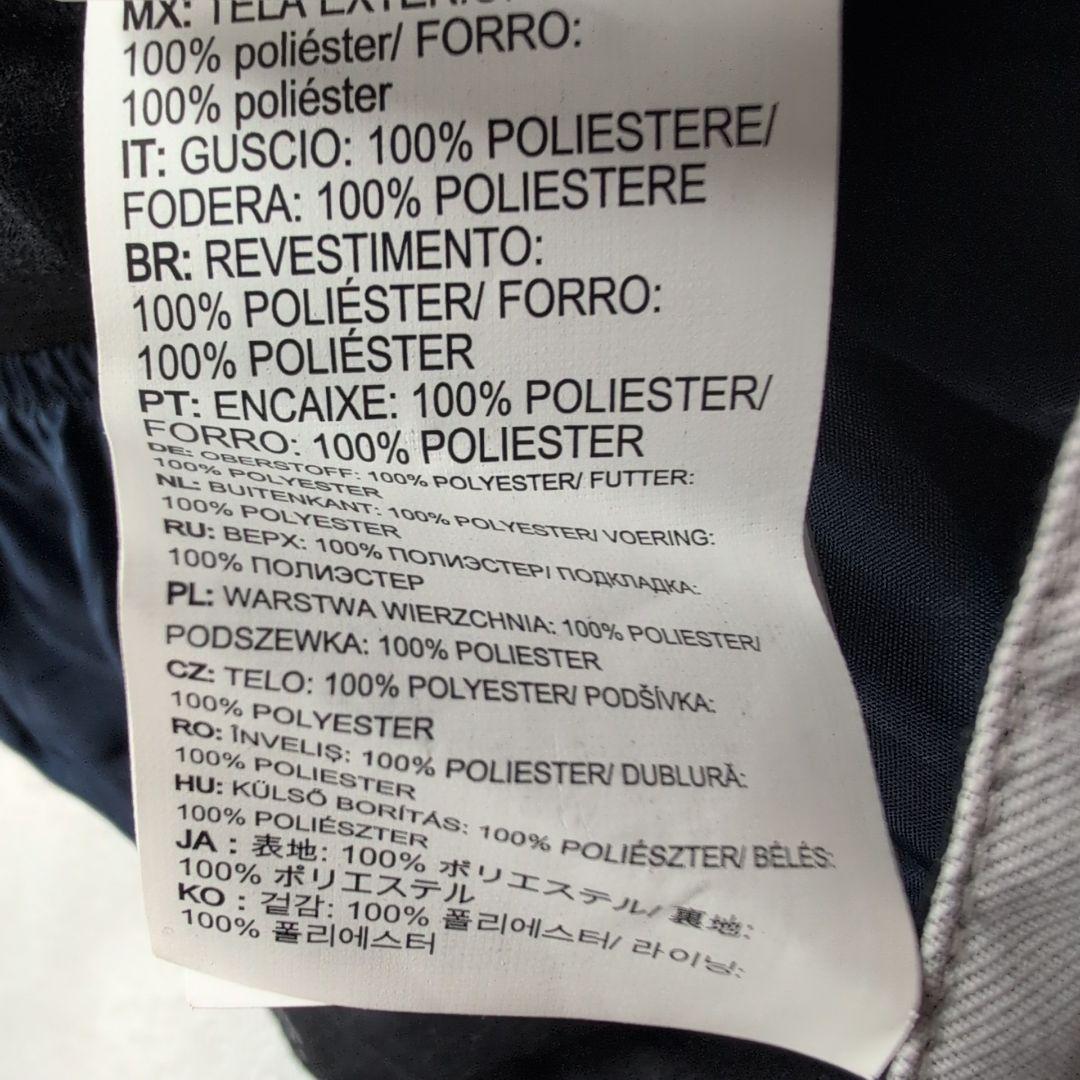 MX: TELA
100% poliéster/ FORRO:
100% poliéster
IT: GUSCIO: 100% POLIESTERE/
FODERA: 100% POLIESTERE
BR: REVESTIMENTO:
100% POLIÉSTER/ FORRO:
100% POLIÉSTER
PT: ENCAIXE: 100% POLIESTER/
FORRO: 100% POLIESTER
DE: OBERSTOFF: 100% POLYESTER/ FUTTER:
100% POLYESTER
NL: BUITENKANT: 100% POLYESTER/ VOERING:
100% POLYESTER
RU: ВЕРХ: 100% ПОЛИЭСТЕР/ ПОДКЛАДКА:
100% ПОЛИЭСТЕР
PL: WARSTWA WIERZCHNIA: 100% POLIESTER/
PODSZEWKA: 100% POLIESTER
CZ: TELO: 100% POLYESTER/ PODŠÍVKA:
100% POLYESTER
RO: ÎNVELIŞ: 100% POLIESTER/ DUBLURĂ:
100% POLIESTER
HU: KÜLSŐ BORÍTÁS: 100% POLIÉSZTER/ BÉLÉS:
100% POLIÉSZTER
JA : 表地: 100% ポリエステル/ 裏地:
100% ポリエステル
KO : 겉감: 100% 폴리에스터/ 라이닝:
100% 폴리에스터